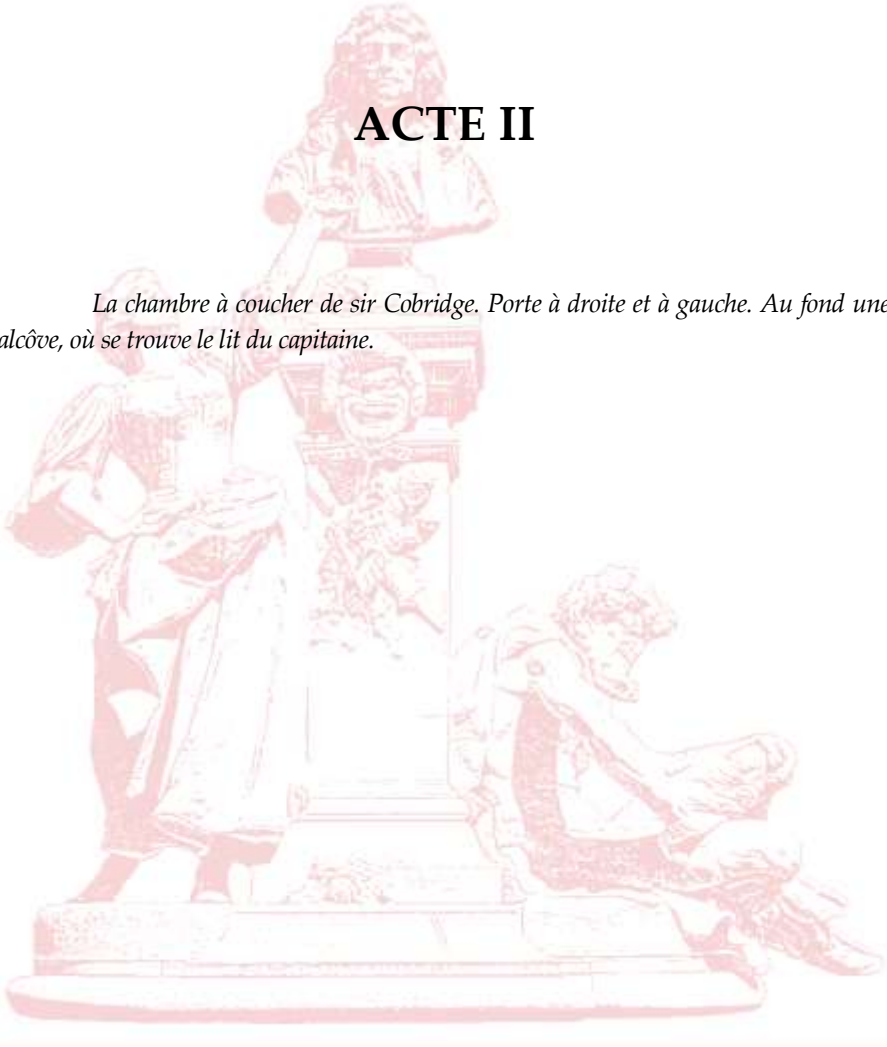 ACTE II
La chambre à coucher de sir Cobridge. Porte à droite et à gauche. Au fond une
alcôve, où se trouve le lit du capitaine.